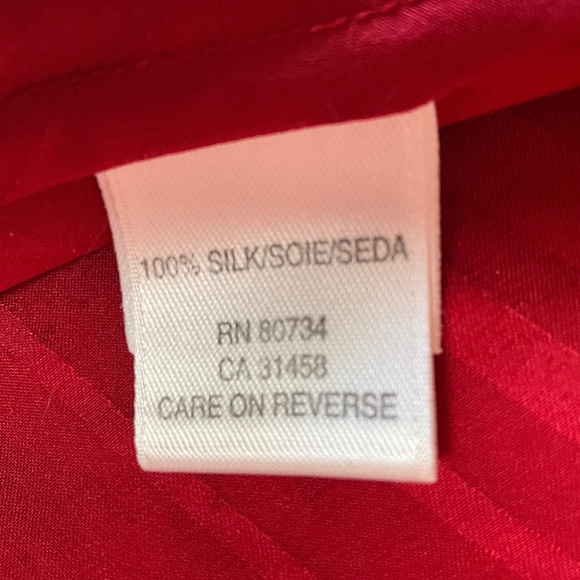 100% SILK/SOIE/SEDA
RN 80734
CA 31458
CARE ON REVERSE